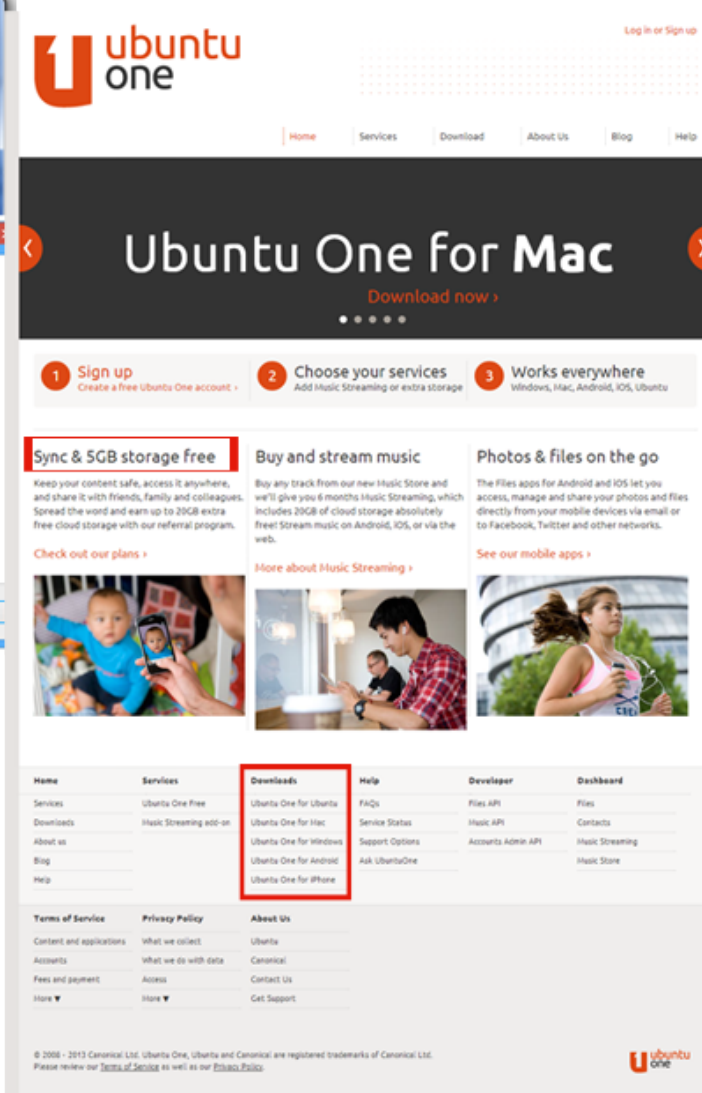 ubuntu
one
Log in or Sign up
Home Services Download About Us Blog Help
Ubuntu One for Mac
Download now ›
1 Sign up
Create a free Ubuntu One account ›
2 Choose your services
Add Music Streaming or extra storage
3 Works everywhere
Windows, Mac, Android, iOS, Ubuntu
Sync & 5GB storage free
Keep your content safe, access it anywhere,
and share it with friends, family and colleagues.
Spread the word and earn up to 20GB extra
free cloud storage with our referral program.
Check out our plans ›
Buy and stream music
Buy any track from our new Music Store and
we'll give you 6 months Music Streaming, which
includes 20GB of cloud storage absolutely
free! Stream music on Android, iOS, or via the
web.
More about Music Streaming ›
Photos & files on the go
The Files apps for Android and iOS let you
access, manage and share your photos and files
directly from your mobile devices via email or
to Facebook, Twitter and other networks.
See our mobile apps ›
Home Services Downloads Help Developer Dashboard
Services Ubuntu One Free Ubuntu One for Ubuntu FAQs Files API Files
Downloads Music Streaming add-on Ubuntu One for Mac Service Status Music API Contacts
About us Ubuntu One for Windows Support Options Accounts Admin API Music Streaming
Blog Ubuntu One for Android Ask UbuntuOne Music Store
Help Ubuntu One for iPhone
Terms of Service Privacy Policy About Us
Content and applications What we collect Ubuntu
Accounts What we do with data Canonical
Fees and payment Access Contact Us
More ▼ More ▼ Get Support
© 2008 - 2013 Canonical Ltd. Ubuntu One, Ubuntu and Canonical are registered trademarks of Canonical Ltd.
Please review our Terms of Service as well as our Privacy Policy.
ubuntu
one